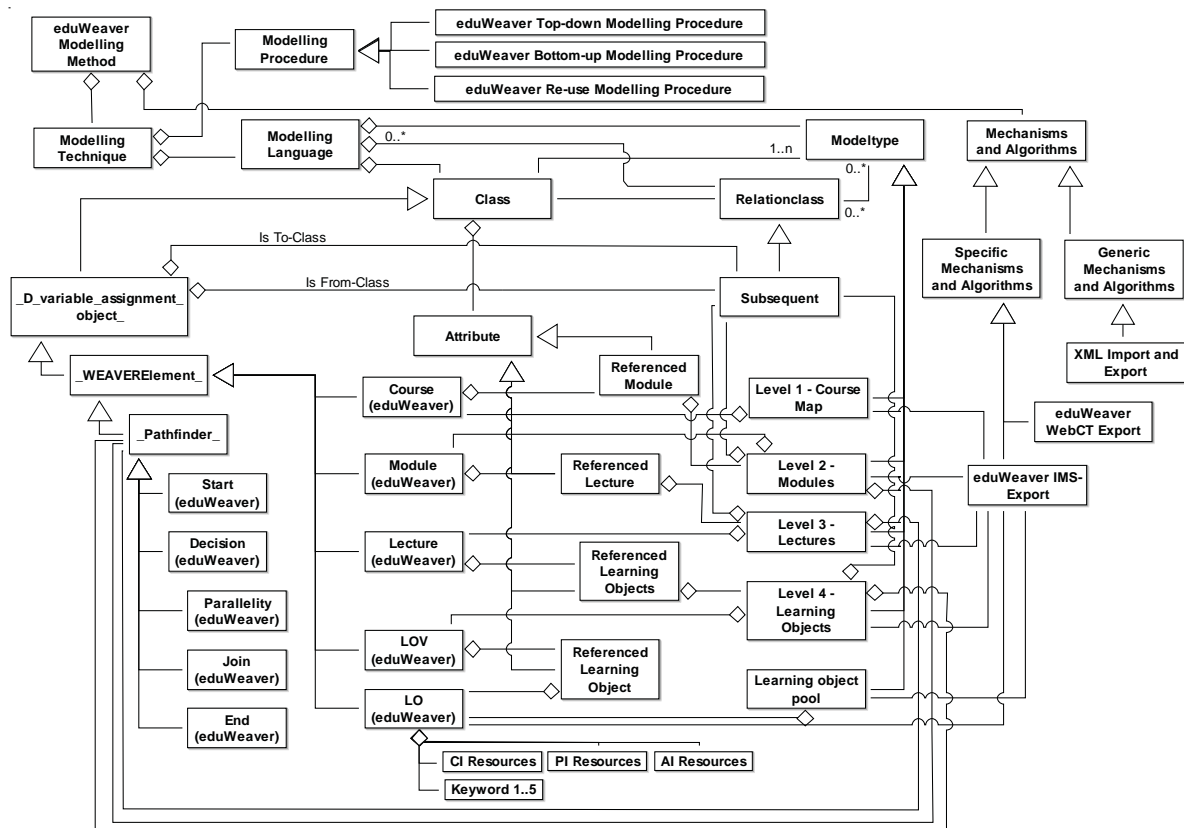 eduWeaver
Modelling
Method
Modelling
Procedure
eduWeaver Top-down Modelling Procedure
eduWeaver Bottom-up Modelling Procedure
eduWeaver Re-use Modelling Procedure
Modelling
Technique
Modelling
Language
0..*
Modeltype
Mechanisms
and Algorithms
1..n
0..*
0..*
Class
Relationclass
Is To-Class
Is From-Class
Specific
Mechanisms
and Algorithms
Generic
Mechanisms
and Algorithms
_D_variable_assignment_
object_
Subsequent
Attribute
XML Import and
Export
_WEAVERElement_
Referenced
Module
Course
(eduWeaver)
Level 1 - Course
Map
eduWeaver
WebCT Export
_Pathfinder_
Module
(eduWeaver)
Referenced
Lecture
Level 2 -
Modules
eduWeaver IMS-
Export
Start
(eduWeaver)
Level 3 -
Lectures
Decision
(eduWeaver)
Lecture
(eduWeaver)
Referenced
Learning
Objects
Level 4 -
Learning
Objects
Parallelity
(eduWeaver)
LOV
(eduWeaver)
Referenced
Learning
Object
Join
(eduWeaver)
Learning object
pool
LO
(eduWeaver)
End
(eduWeaver)
CI Resources
PI Resources
AI Resources
Keyword 1..5